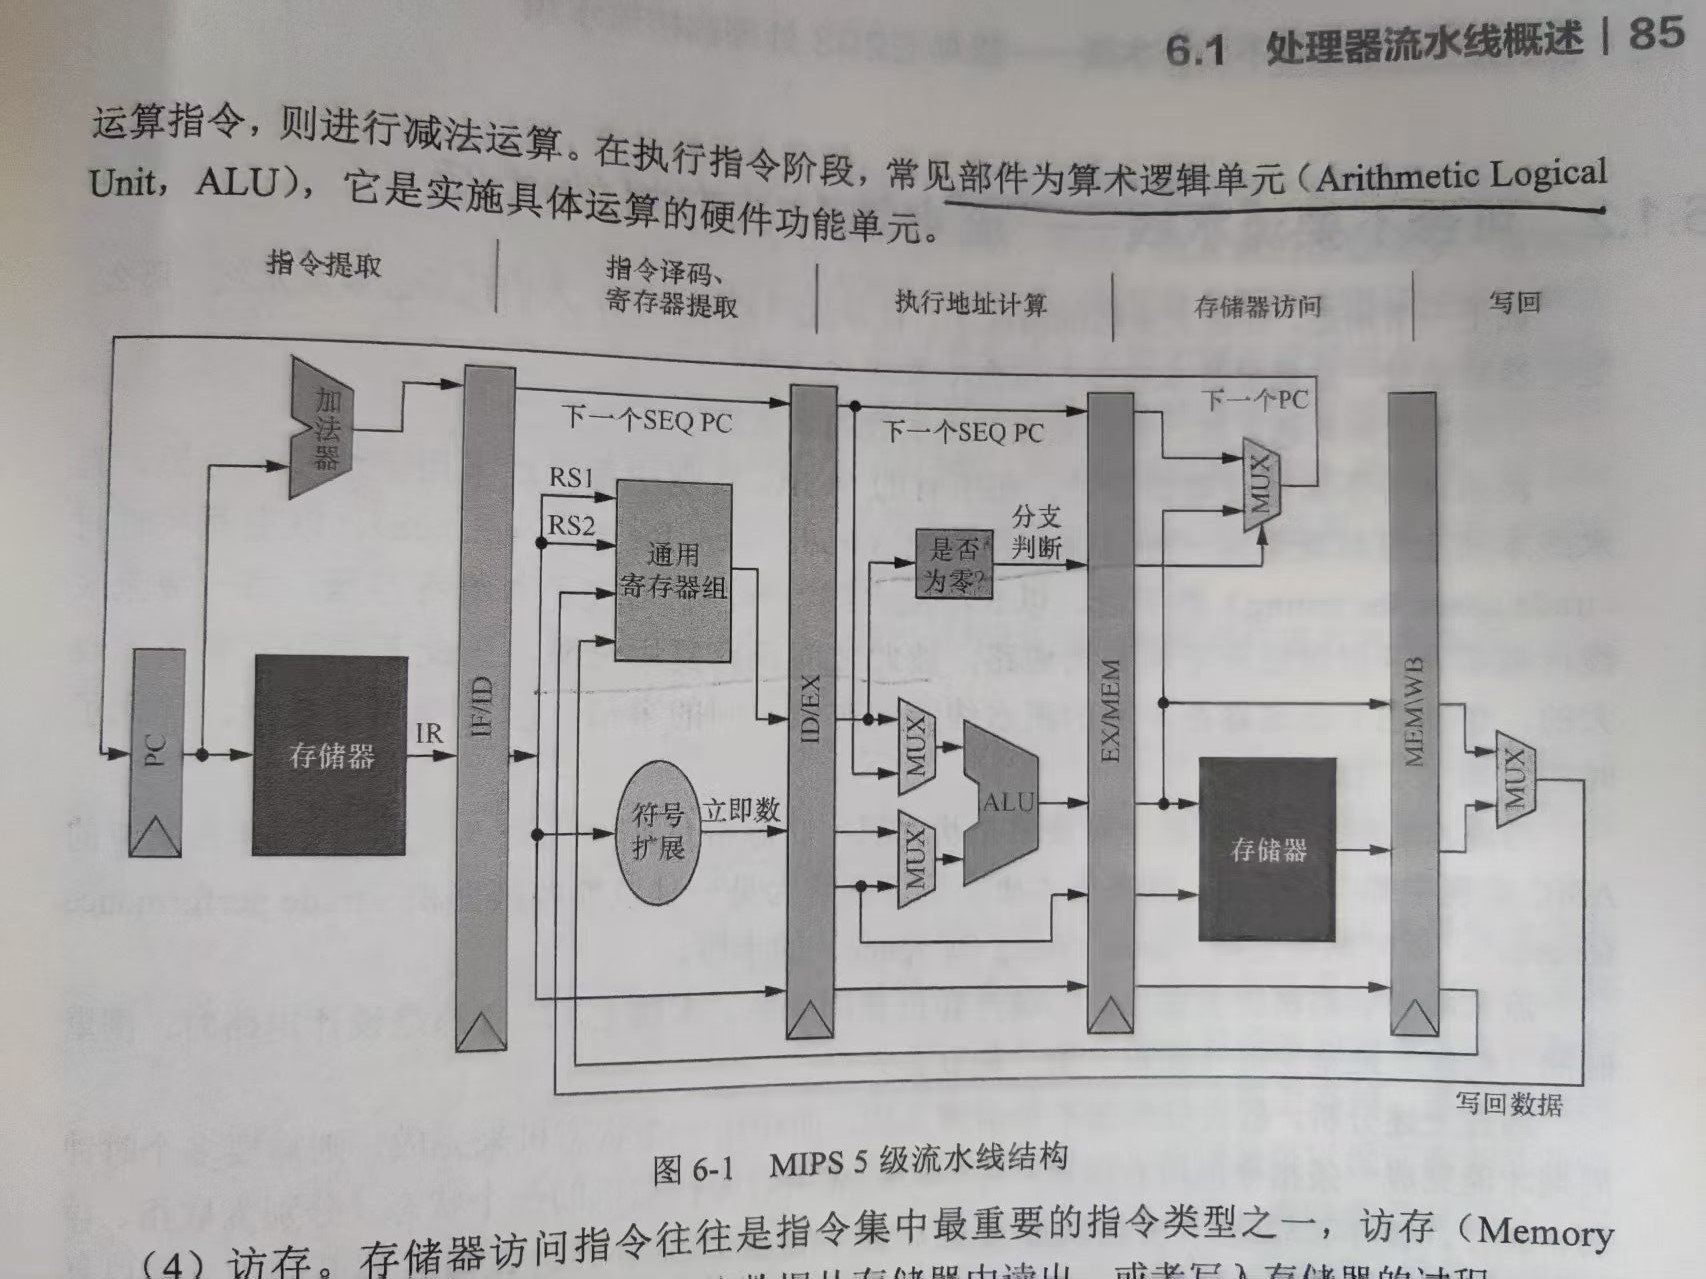 6.1 处理器流水线概述 | 85
运算指令，则进行减法运算。在执行指令阶段，常见部件为算术逻辑单元（Arithmetic Logical
Unit，ALU），它是实施具体运算的硬件功能单元。
指令提取
指令译码、
寄存器提取
执行地址计算
存储器访问
写回
加
法
器
下一个SEQ PC
下一个SEQ PC
下一个PC
MUX
RS1
RS2
通用
寄存器组
是否
为零?
分支
判断
PC
存储器
IR
IF/ID
符号
扩展
立即数
ID/EX
MUX
MUX
ALU
EX/MEM
存储器
MEM\WB
MUX
写回数据
图 6-1 MIPS 5 级流水线结构
（4）访存。存储器访问指令往往是指令集中最重要的指令类型之一，访存（Memory